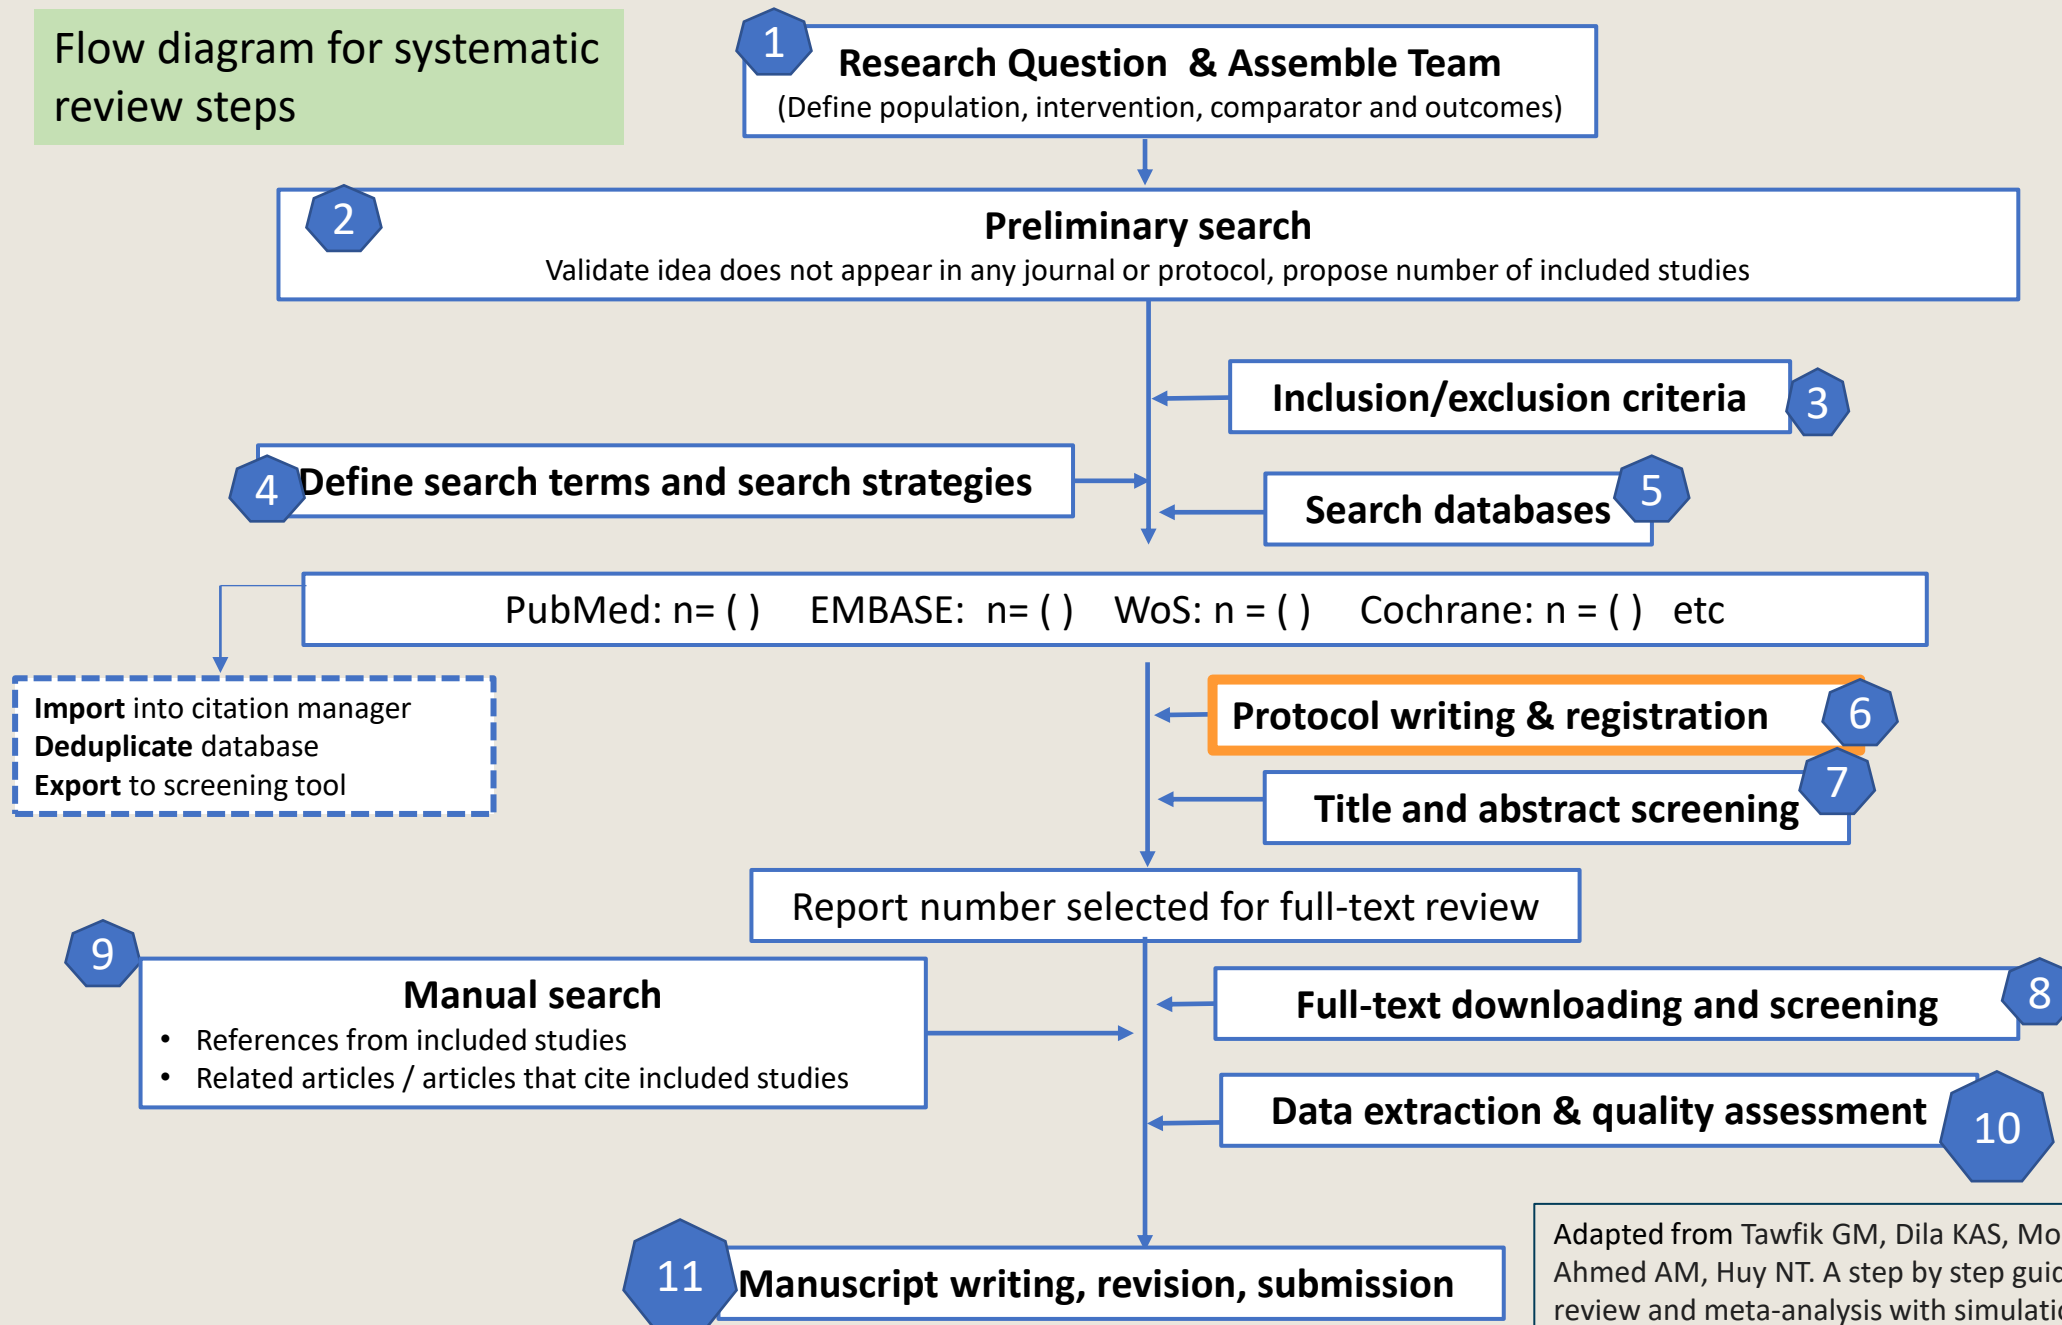 Flow diagram for systematic
review steps
1
Research Question & Assemble Team
(Define population, intervention, comparator and outcomes)
2
Preliminary search
Validate idea does not appear in any journal or protocol, propose number of included studies
Inclusion/exclusion criteria
3
4
Define search terms and search strategies
Search databases
5
PubMed: n= ( ) EMBASE: n= ( ) WoS: n = ( ) Cochrane: n = ( ) etc
Import into citation manager
Deduplicate database
Export to screening tool
Protocol writing & registration
6
Title and abstract screening
7
Report number selected for full-text review
9
Manual search
• References from included studies
• Related articles / articles that cite included studies
Full-text downloading and screening
8
Data extraction & quality assessment
10
11
Manuscript writing, revision, submission
Adapted from Tawfik GM, Dila KAS, Mo
Ahmed AM, Huy NT. A step by step guid
review and meta-analysis with simulatio